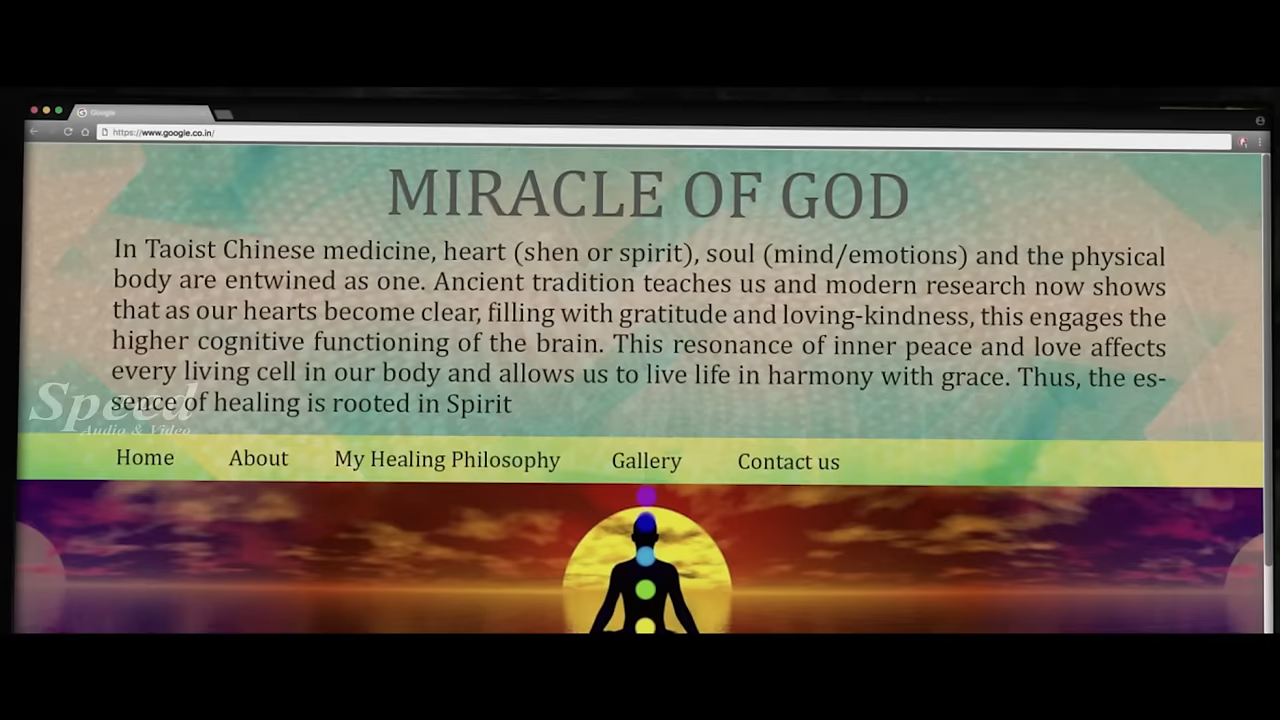 Google
https://www.google.co.in/
MIRACLE OF GOD
In Taoist Chinese medicine, heart (shen or spirit), soul (mind/emotions) and the physical
body are entwined as one. Ancient tradition teaches us and modern research now shows
that as our hearts become clear, filling with gratitude and loving-kindness, this engages the
higher cognitive functioning of the brain. This resonance of inner peace and love affects
every living cell in our body and allows us to live life in harmony with grace. Thus, the es-
sence of healing is rooted in Spirit
Speed
Audio & Video
Home About My Healing Philosophy Gallery Contact us